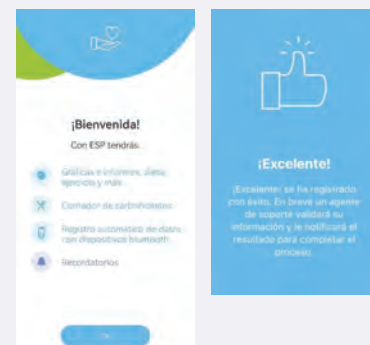 ¡Bienvenida!
Con ESP tendrás:
Gráficas e informes, dieta,
ejercicio y más
Contador de carbohidratos
Registro automático de datos
con dispositivos bluetooth
Recordatorios
¡Excelente!
¡Excelente! se ha registrado
con éxito. En breve un agente
de soporte validará su
información y le notificará el
resultado para completar el
proceso